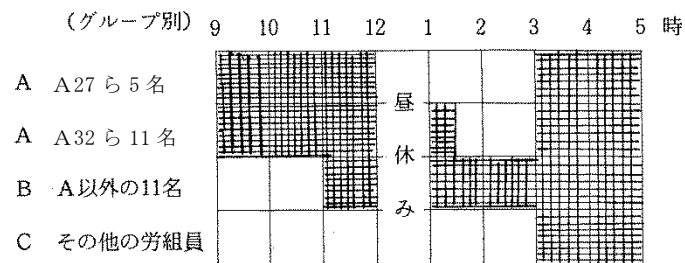 （グループ別） 9 10 11 12 1 2 3 4 5 時
A A27ら5名
A A32ら11名
B A以外の11名
C その他の労組員
昼休み